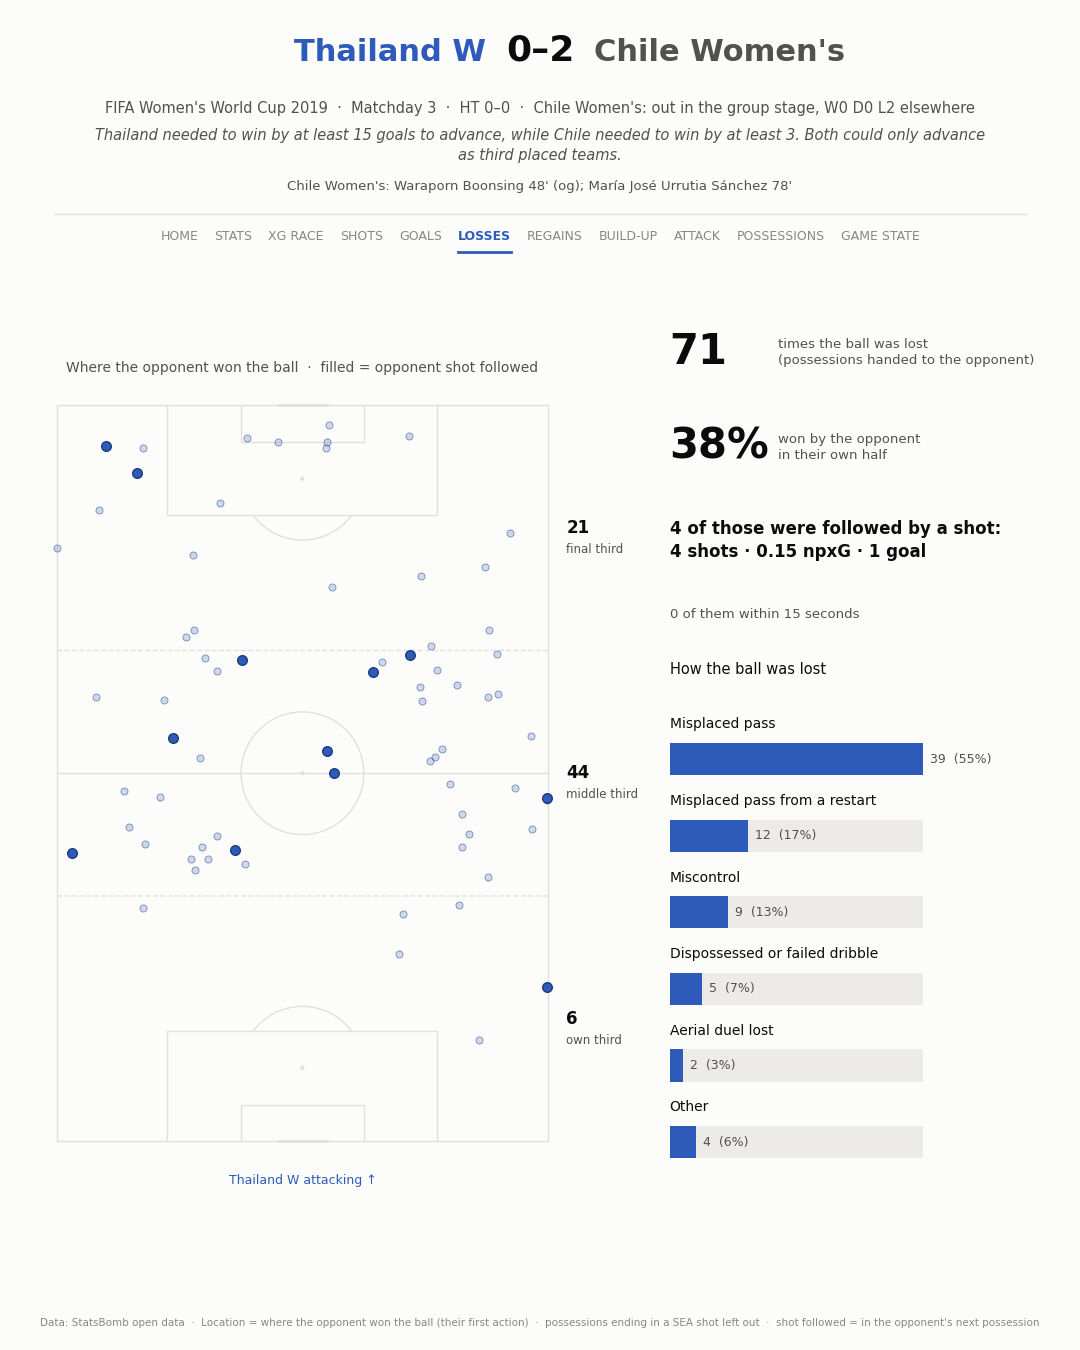 Thailand W 0–2 Chile Women's
FIFA Women's World Cup 2019 · Matchday 3 · HT 0–0 · Chile Women's: out in the group stage, W0 D0 L2 elsewhere
Thailand needed to win by at least 15 goals to advance, while Chile needed to win by at least 3. Both could only advance
as third placed teams.
Chile Women's: Waraporn Boonsing 48' (og); María José Urrutia Sánchez 78'
HOME STATS XG RACE SHOTS GOALS LOSSES REGAINS BUILD-UP ATTACK POSSESSIONS GAME STATE
Where the opponent won the ball · filled = opponent shot followed
21
final third
44
middle third
6
own third
Thailand W attacking ↑
71
times the ball was lost
(possessions handed to the opponent)
38%
won by the opponent
in their own half
4 of those were followed by a shot:
4 shots · 0.15 npxG · 1 goal
0 of them within 15 seconds
How the ball was lost
Misplaced pass
39 (55%)
Misplaced pass from a restart
12 (17%)
Miscontrol
9 (13%)
Dispossessed or failed dribble
5 (7%)
Aerial duel lost
2 (3%)
Other
4 (6%)
Data: StatsBomb open data · Location = where the opponent won the ball (their first action) · possessions ending in a SEA shot left out · shot followed = in the opponent's next possession